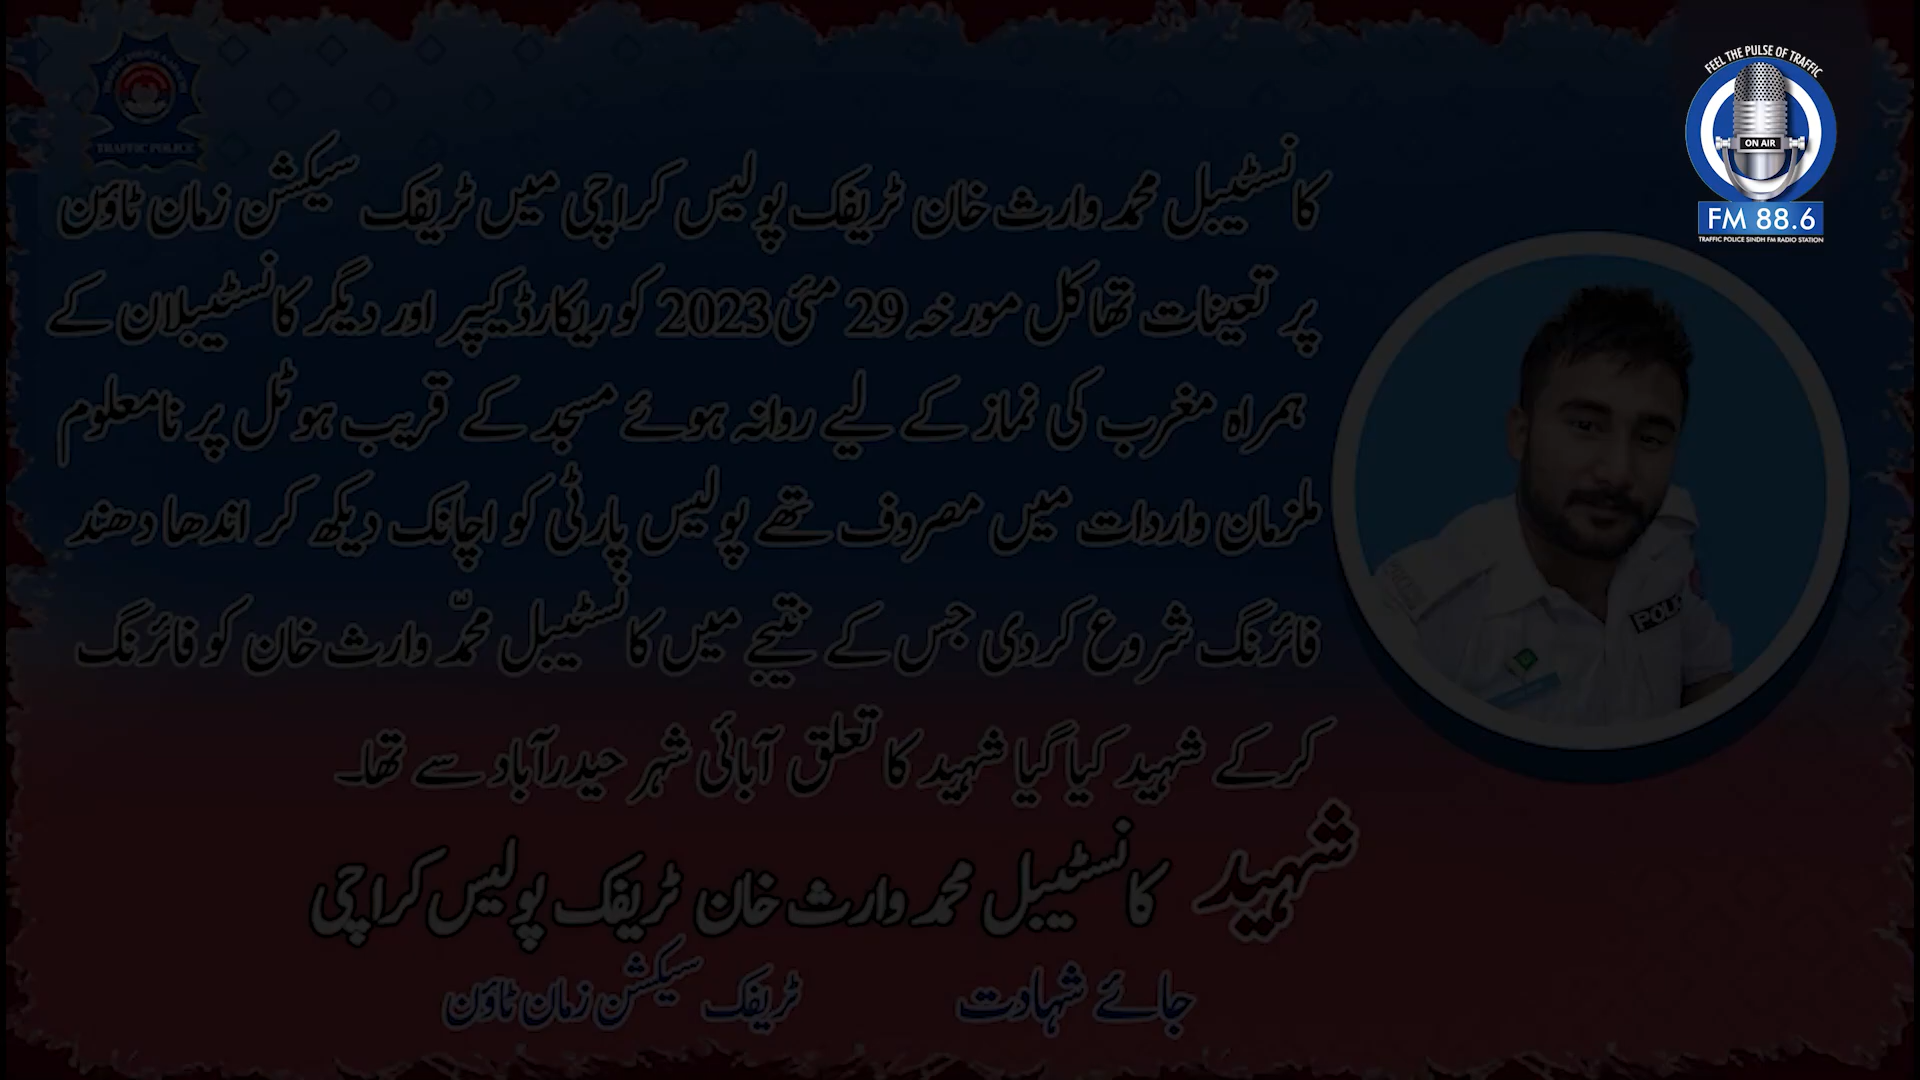 FEEL THE PULSE OF TRAFFIC
ON AIR
FM 88.6
TRAFFIC POLICE SINDH FM RADIO STATION
TRAFFIC POLICE
کانسٹیبل محمد وارث خان ٹریفک پولیس کراچی میں ٹریفک سیکشن زمان ٹاؤن
پر تعینات تھا کل مورخہ 29 مئی 2023 کو ریکارڈ کیپر اور دیگر کانسٹیبلان کے
ہمراہ مغرب کی نماز کے لیے روانہ ہوئے مسجد کے قریب ہوٹل پر نامعلوم
ملزمان واردات میں مصروف تھے پولیس پارٹی کو اچانک دیکھ کر اندھا دھند
فائرنگ شروع کردی جس کے نتیجے میں کانسٹیبل محمّد وارث خان کو فائرنگ
کرکے شہید کیا گیا شہید کا تعلق آبائی شہر حیدرآباد سے تھا۔
شہید کانسٹیبل محمد وارث خان ٹریفک پولیس کراچی
جائے شہادت ٹریفک سیکشن زمان ٹاؤن
POLI